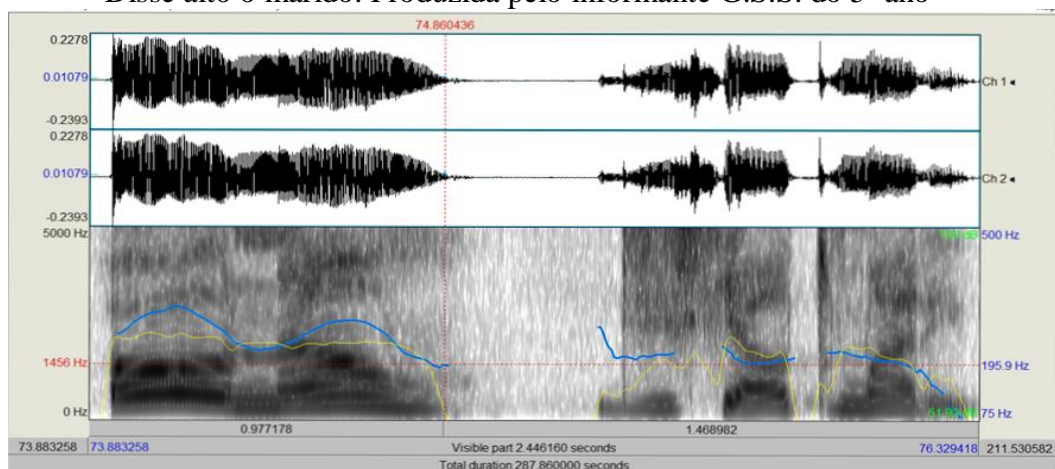 Disse alto o marido. Produzida pelo informante C.S.S. do 5º ano
74.860436
0.2278
0.01079
-0.2393
Ch 1
0.2278
0.01079
-0.2393
Ch 2
5000 Hz
500 Hz
1456 Hz
195.9 Hz
0 Hz
75 Hz
0.977178
1.468982
73.883258
73.883258
Visible part 2.446160 seconds
76.329418
211.530582
Total duration 287.860000 seconds